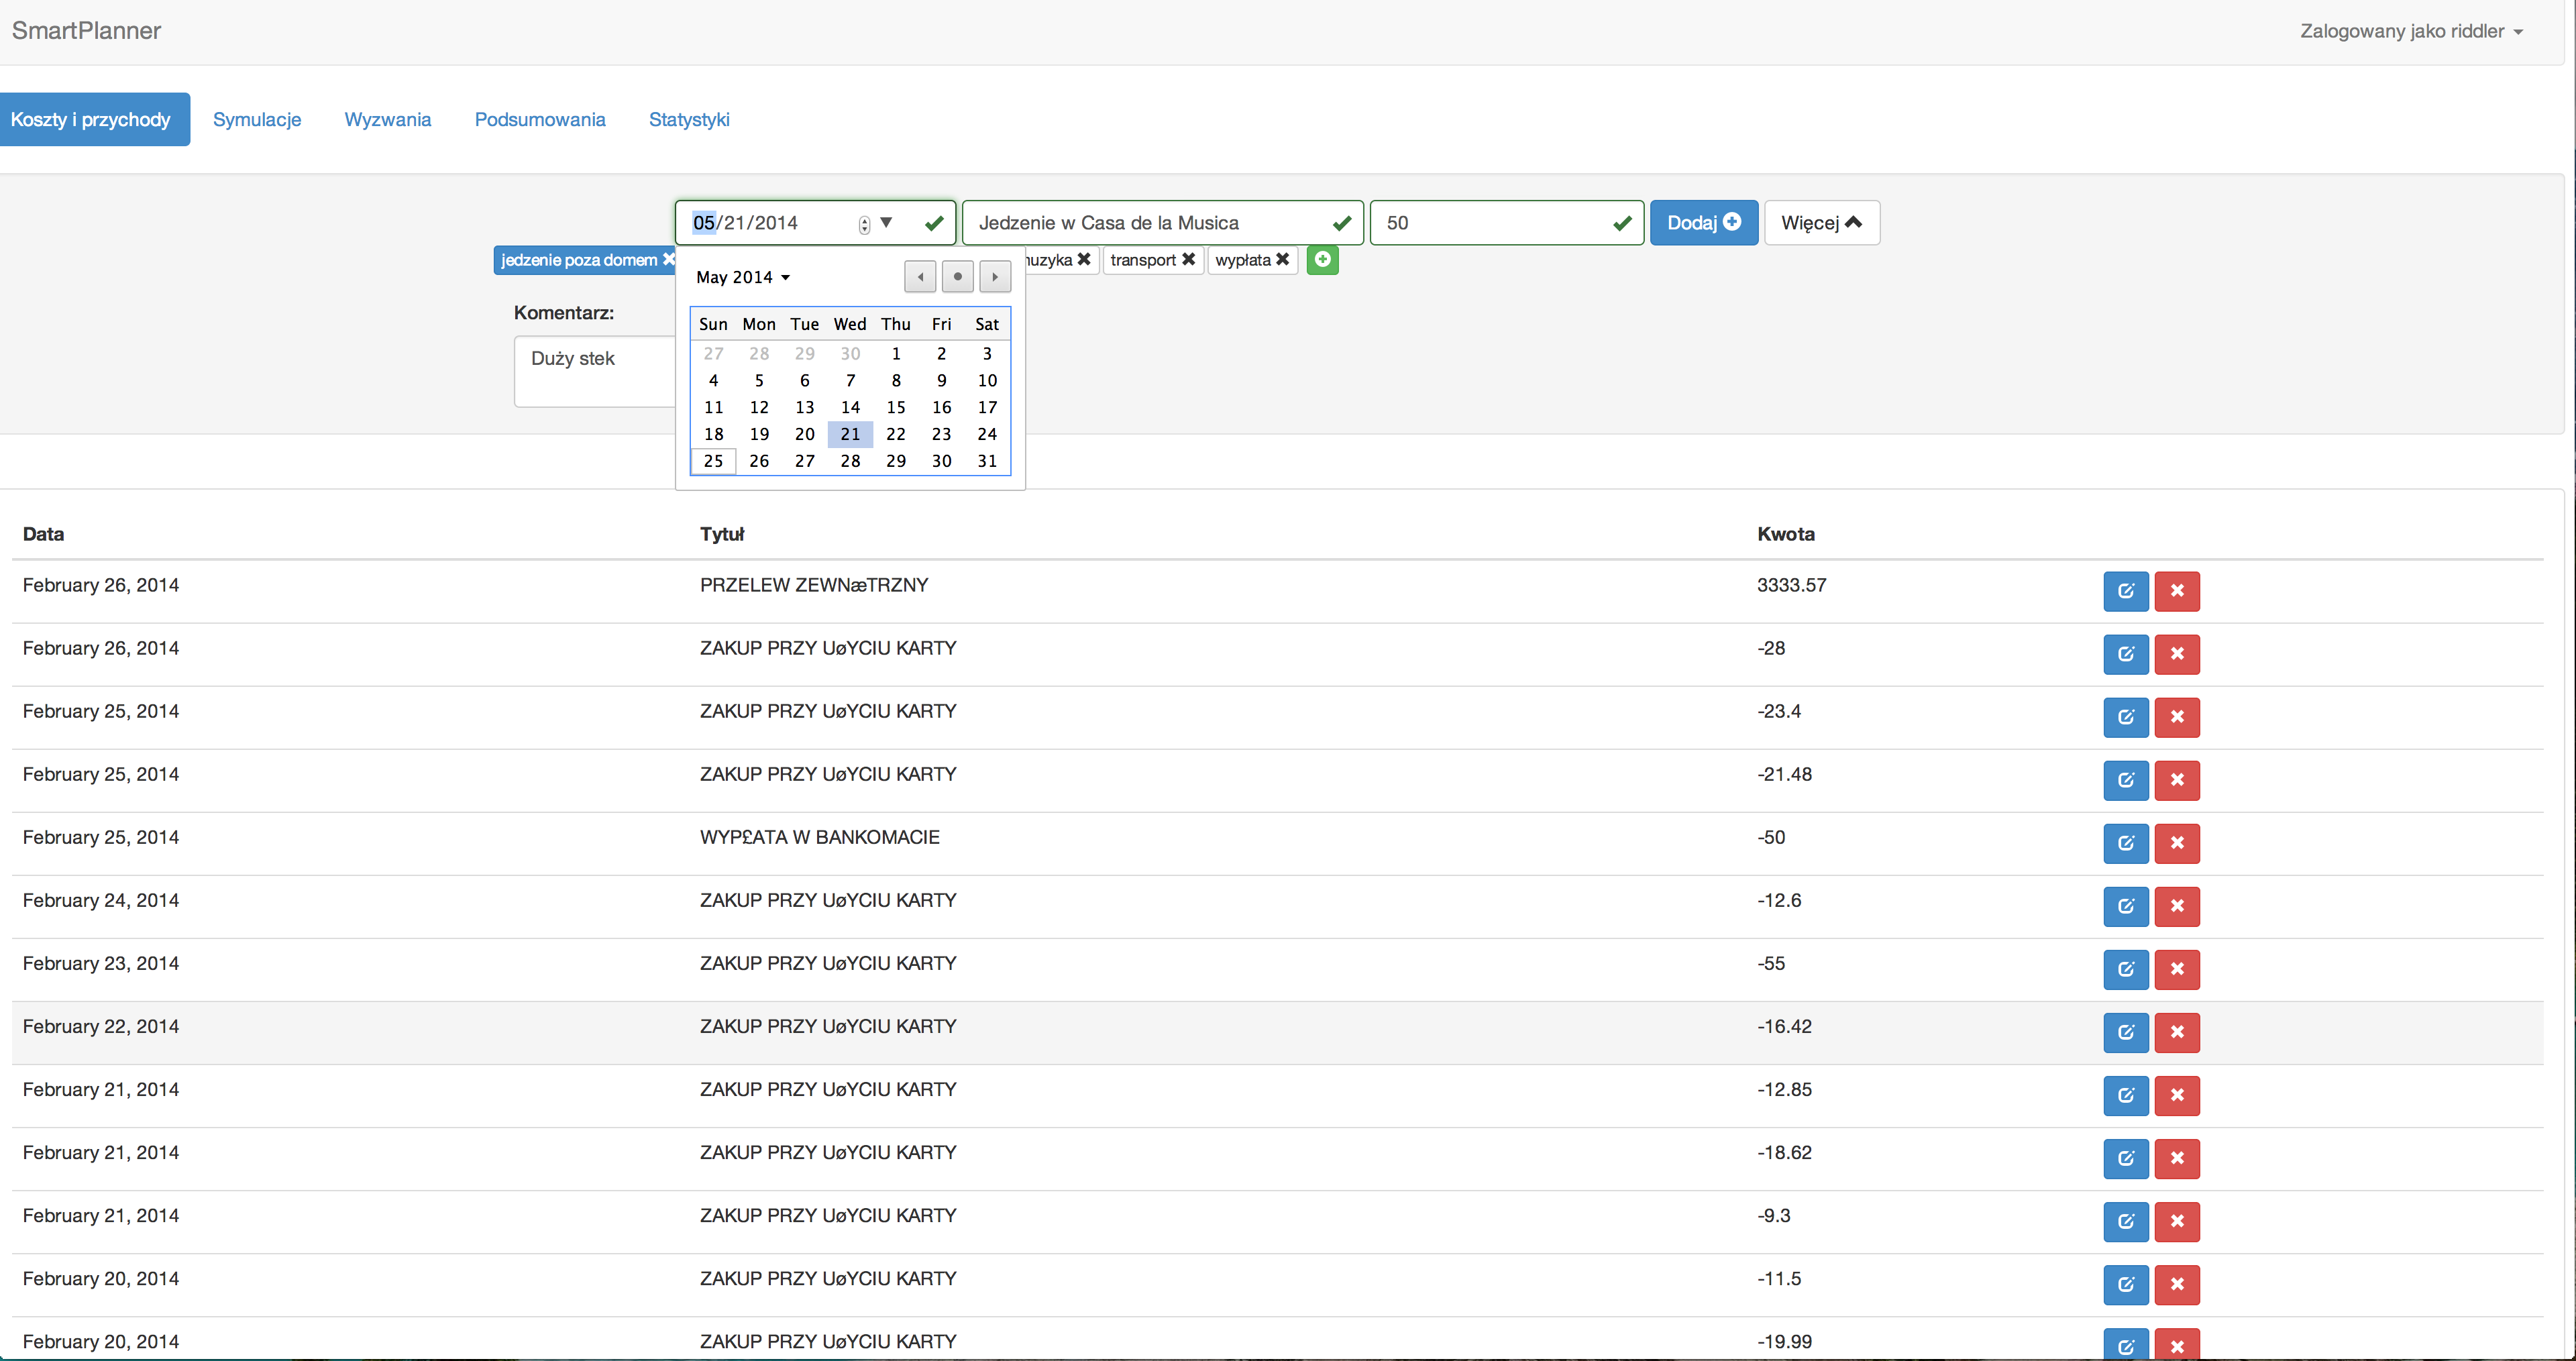 SmartPlanner
Zalogowany jako riddler
Koszty i przychody Symulacje Wyzwania Podsumowania Statystyki
05/21/2014 Jedzenie w Casa de la Musica 50 Dodaj Więcej
jedzenie poza domem transport wypłata
May 2014
Komentarz:
Duży stek
Sun Mon Tue Wed Thu Fri Sat
27 28 29 30 1 2 3
4 5 6 7 8 9 10
11 12 13 14 15 16 17
18 19 20 21 22 23 24
25 26 27 28 29 30 31
Data Tytuł Kwota
February 26, 2014 PRZELEW ZEWNæTRZNY 3333.57
February 26, 2014 ZAKUP PRZY UøYCIU KARTY -28
February 25, 2014 ZAKUP PRZY UøYCIU KARTY -23.4
February 25, 2014 ZAKUP PRZY UøYCIU KARTY -21.48
February 25, 2014 WYP£ATA W BANKOMACIE -50
February 24, 2014 ZAKUP PRZY UøYCIU KARTY -12.6
February 23, 2014 ZAKUP PRZY UøYCIU KARTY -55
February 22, 2014 ZAKUP PRZY UøYCIU KARTY -16.42
February 21, 2014 ZAKUP PRZY UøYCIU KARTY -12.85
February 21, 2014 ZAKUP PRZY UøYCIU KARTY -18.62
February 21, 2014 ZAKUP PRZY UøYCIU KARTY -9.3
February 20, 2014 ZAKUP PRZY UøYCIU KARTY -11.5
February 20, 2014 ZAKUP PRZY UøYCIU KARTY -19.99